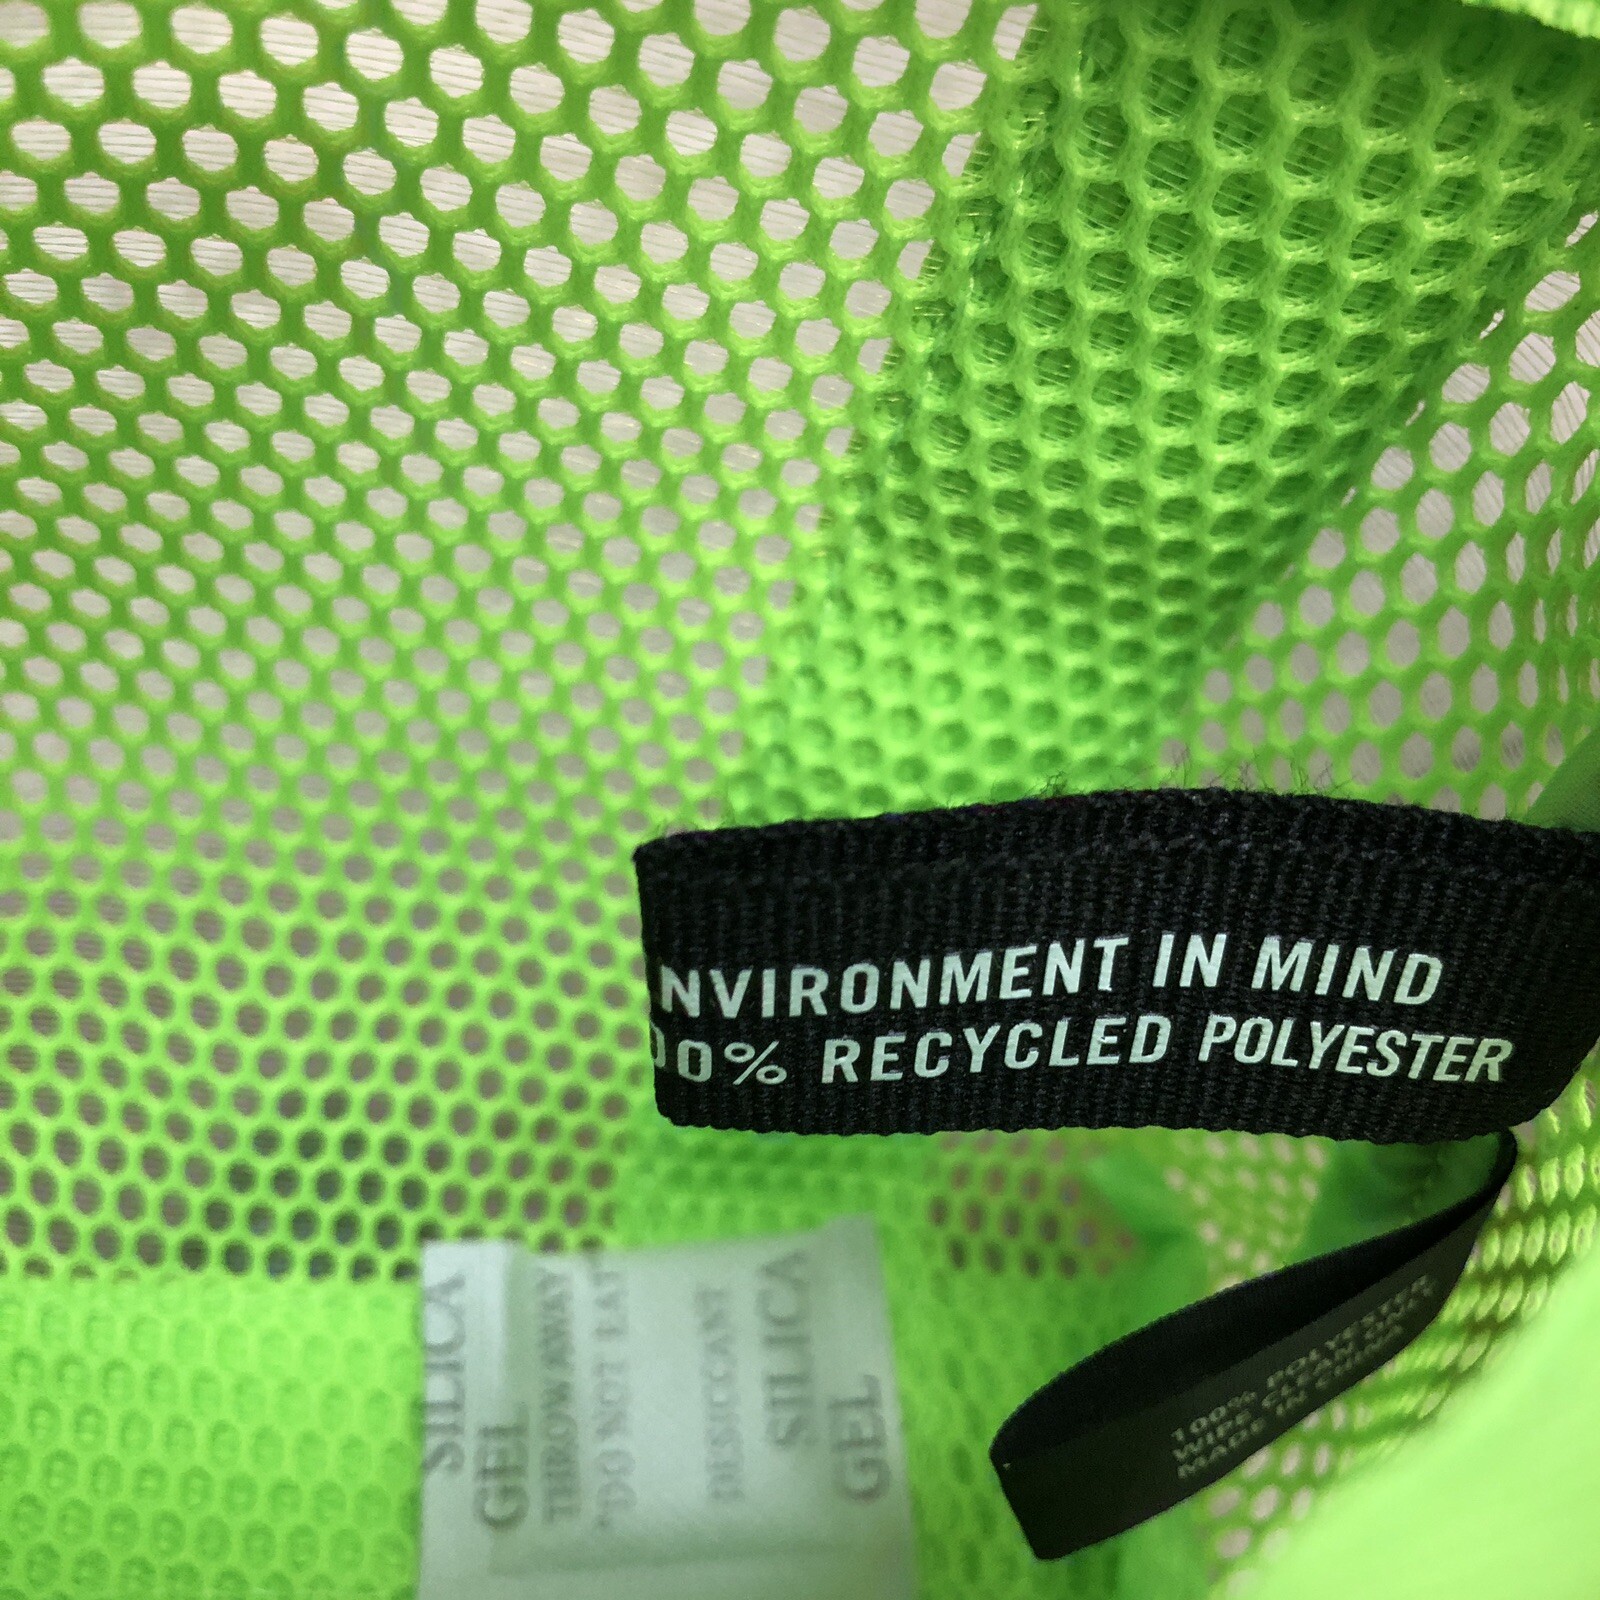 NVIRONMENT IN MIND
00% RECYCLED POLYESTER
100% POLYESTER
WIPE CLEAN ONLY
MADE IN CHINA
SILICA
GEL
THROW AWAY
DO NOT EAT
DESICCANT
SILICA
GEL